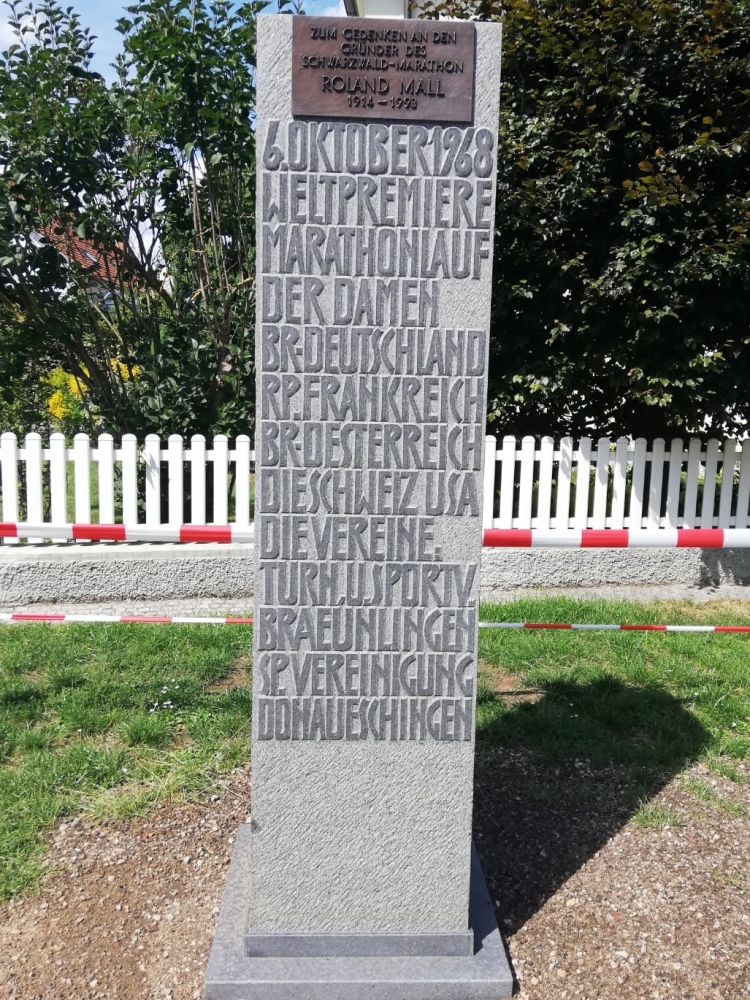 ZUM GEDENKEN AN DEN
GRÜNDER DES
SCHWARZWALD-MARATHON
ROLAND MALL
1914 – 1993
6. OKTOBER 1968
WELTPREMIERE
MARATHONLAUF
DER DAMEN
BR-DEUTSCHLAND
RP. FRANKREICH
BR-OESTERREICH
DIE SCHWEIZ USA
DIE VEREINE:
TURN.U.SPORTV.
BRAEUNLINGEN
SP. VEREINIGUNG
DONAUESCHINGEN